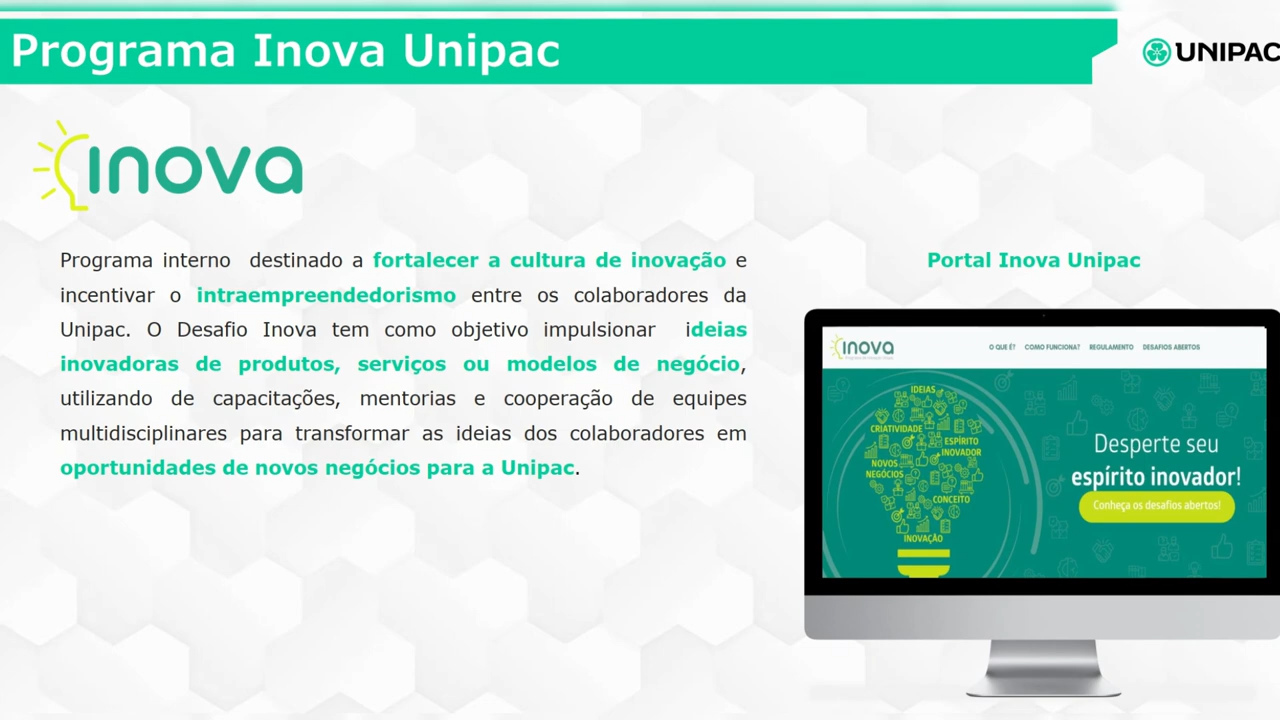 Programa Inova Unipac
UNIPAC
inova
Programa interno destinado a fortalecer a cultura de inovação e
incentivar o intraempreendedorismo entre os colaboradores da
Unipac. O Desafio Inova tem como objetivo impulsionar ideias
inovadoras de produtos, serviços ou modelos de negócio,
utilizando de capacitações, mentorias e cooperação de equipes
multidisciplinares para transformar as ideias dos colaboradores em
oportunidades de novos negócios para a Unipac.
Portal Inova Unipac
inova
O QUE É? COMO FUNCIONA? REGULAMENTO DESAFIOS ABERTOS
IDEIAS
CRIATIVIDADE
ESPÍRITO
INOVADOR
NOVOS
NEGÓCIOS
CONCEITO
INOVAÇÃO
Desperte seu
espírito inovador!
Conheça os desafios abertos!